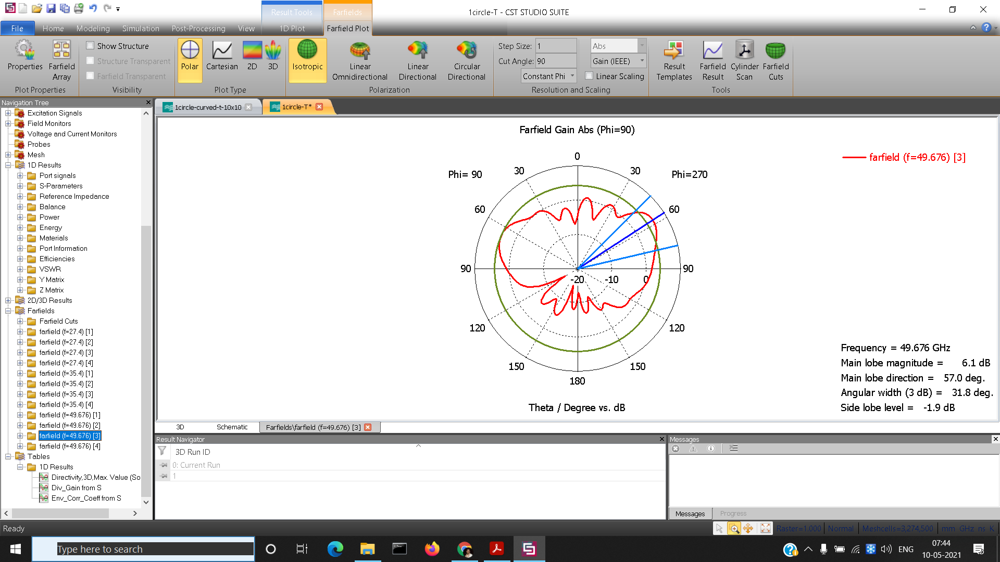 1circle-T - CST STUDIO SUITE
Result Tools
Farfields
File
Home
Modeling
Simulation
Post-Processing
View
1D Plot
Farfield Plot
Properties
Farfield Array
Plot Properties
Show Structure
Structure Transparent
Farfield Transparent
Visibility
Polar
Cartesian
2D
3D
Plot Type
Isotropic
Linear Omnidirectional
Linear Directional
Circular Directional
Polarization
Step Size: 1
Cut Angle: 90
Constant Phi
Abs
Gain (IEEE)
Linear Scaling
Resolution and Scaling
Result Templates
Farfield Result
Cylinder Scan
Farfield Cuts
Tools
Navigation Tree
Excitation Signals
Field Monitors
Voltage and Current Monitors
Probes
Mesh
1D Results
Port signals
S-Parameters
Reference Impedance
Balance
Power
Energy
Materials
Port Information
Efficiencies
VSWR
Y Matrix
Z Matrix
2D/3D Results
Farfields
Farfield Cuts
farfield (f=27.4) [1]
farfield (f=27.4) [2]
farfield (f=27.4) [3]
farfield (f=27.4) [4]
farfield (f=35.4) [1]
farfield (f=35.4) [2]
farfield (f=35.4) [3]
farfield (f=35.4) [4]
farfield (f=49.676) [1]
farfield (f=49.676) [2]
farfield (f=49.676) [3]
farfield (f=49.676) [4]
Tables
1D Results
Directivity,3D,Max. Value (So
Div_Gain from S
Env_Corr_Coeff from S
1circle-curved-t-10x10
1circle-T*
Farfield Gain Abs (Phi=90)
farfield (f=49.676) [3]
0
30
30
Phi= 90
Phi=270
60
60
90
90
-20
-10
0
120
120
150
150
180
Theta / Degree vs. dB
Frequency = 49.676 GHz
Main lobe magnitude = 6.1 dB
Main lobe direction = 57.0 deg.
Angular width (3 dB) = 31.8 deg.
Side lobe level = -1.9 dB
3D
Schematic
Farfields\farfield (f=49.676) [3]
Result Navigator
3D Run ID
0: Current Run
1
Messages
Messages
Progress
Ready
Raster=1.000
Normal
Meshcells=3,274,500
mm GHz ns K
Type here to search
ENG
07:44
10-05-2021